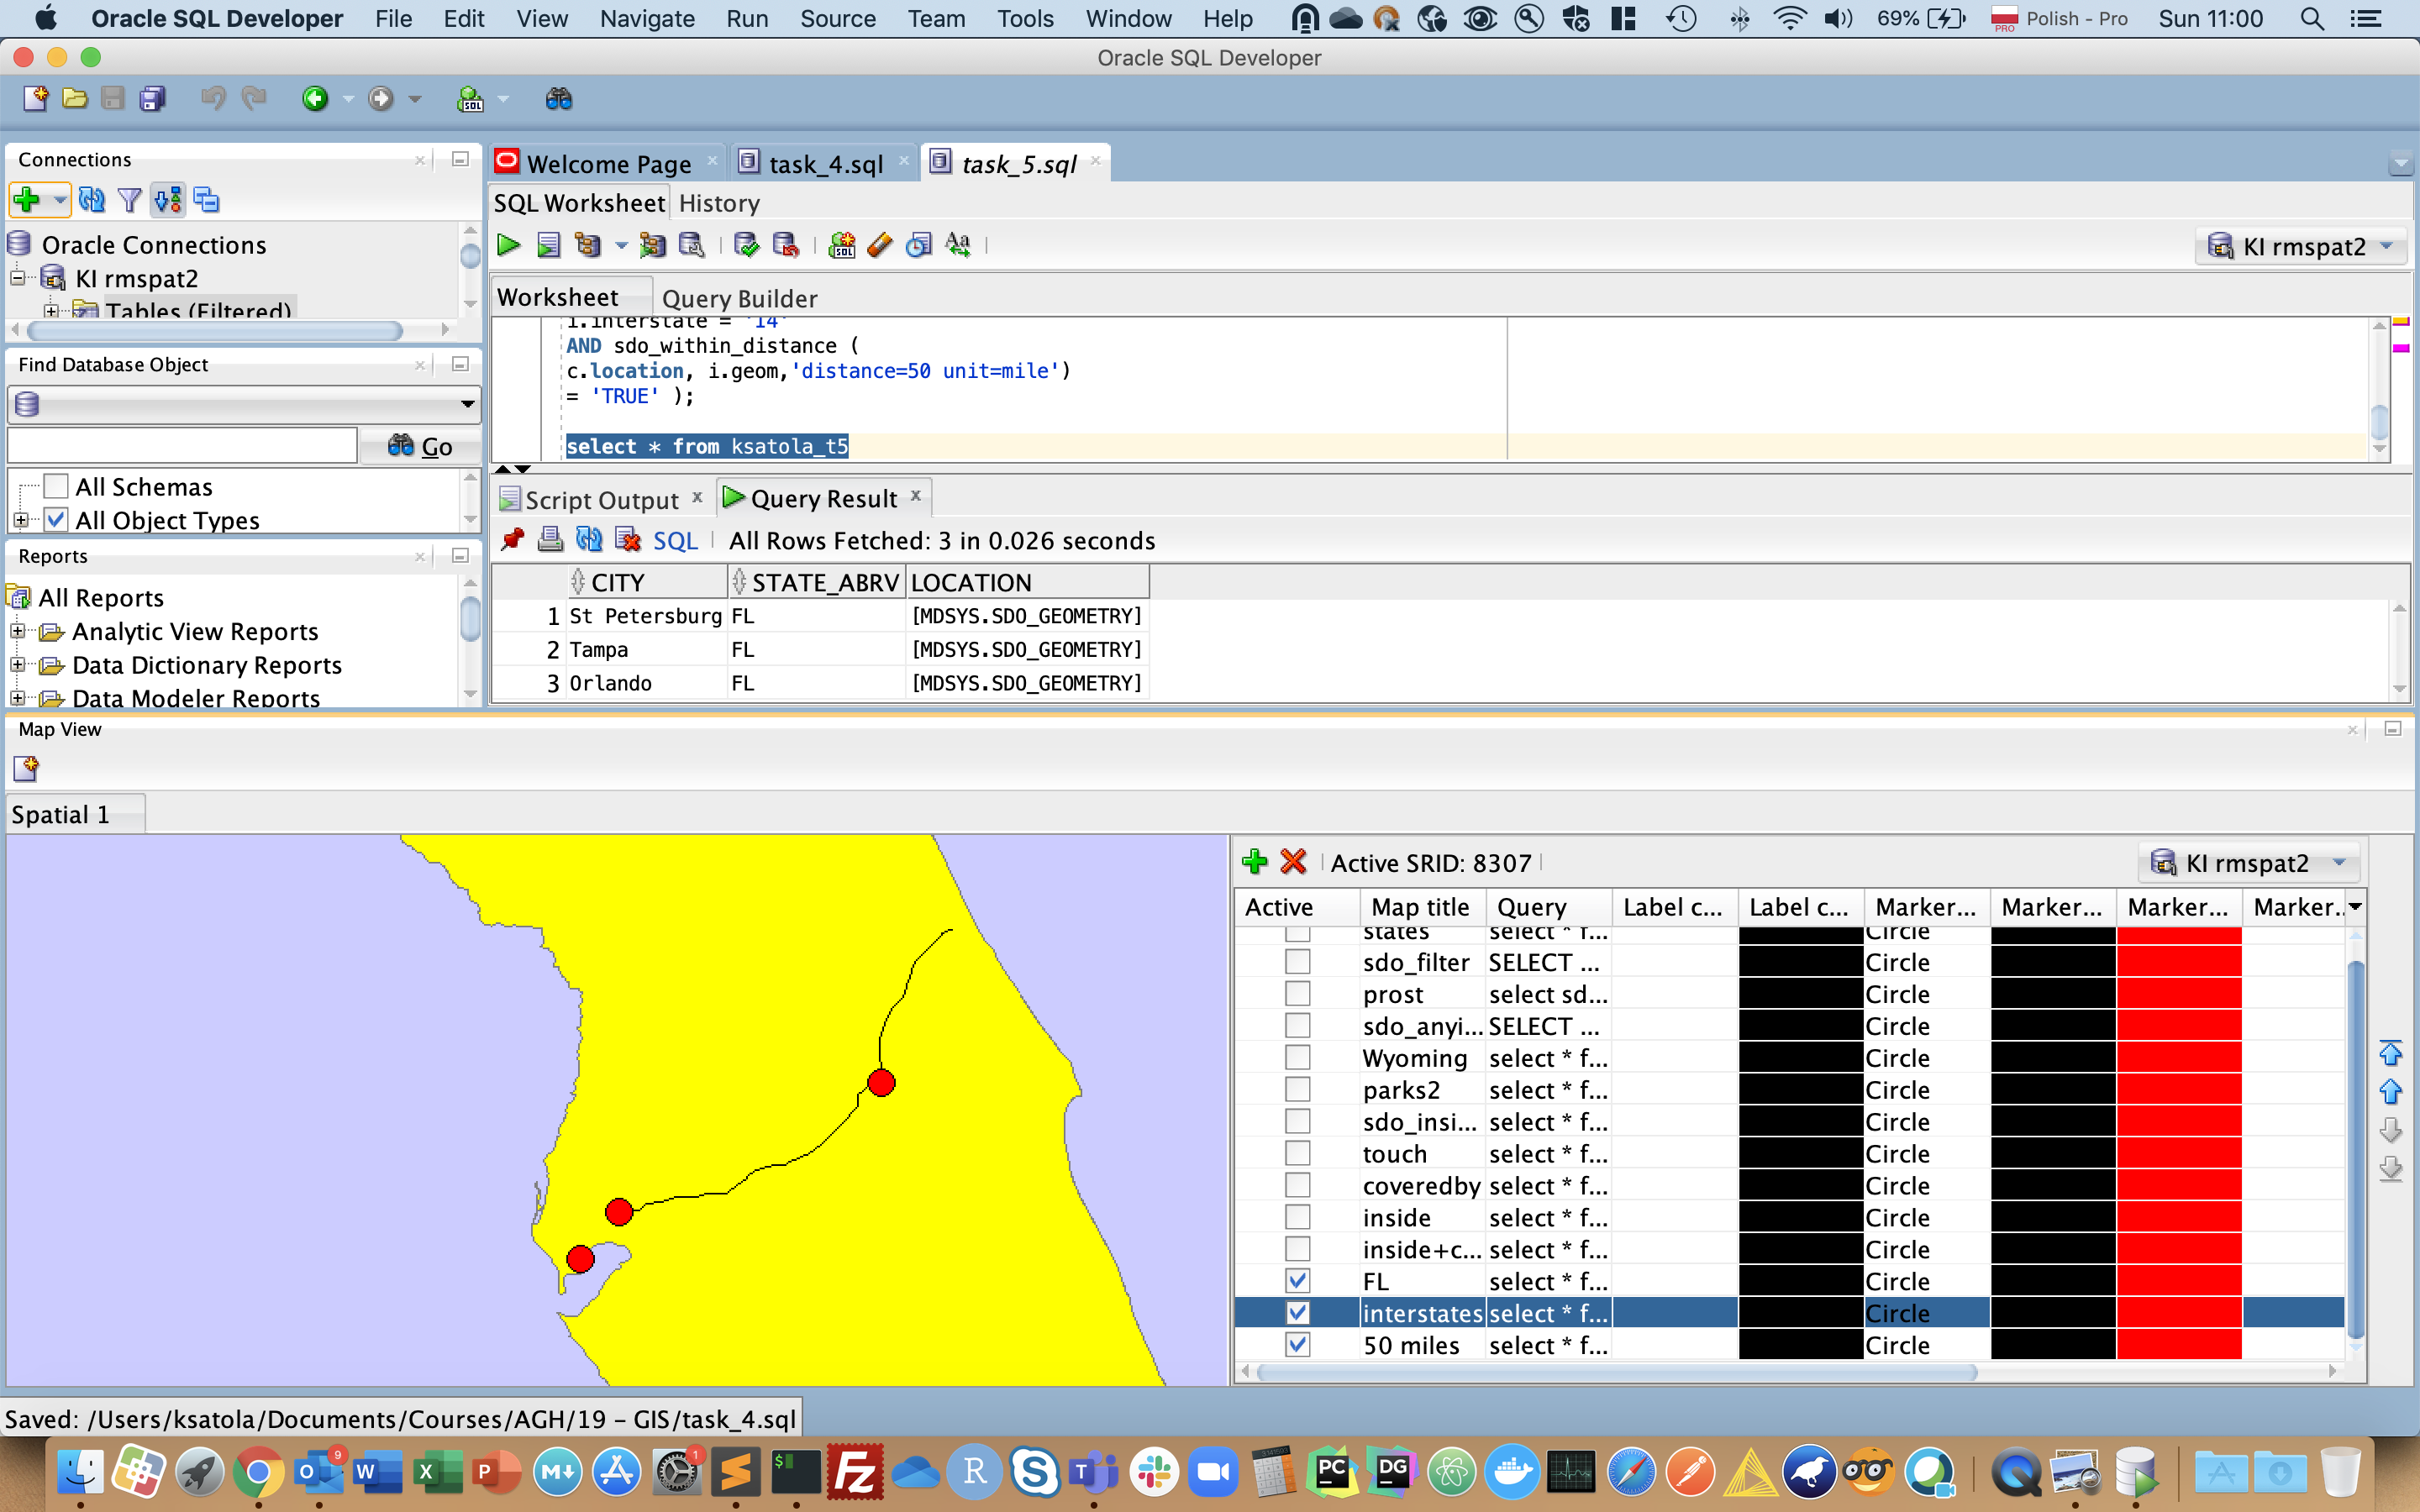 Oracle SQL Developer File Edit View Navigate Run Source Team Tools Window Help 69% PRO Polish - Pro Sun 11:00
Oracle SQL Developer
Connections
Oracle Connections
KI rmspat2
Tables (Filtered)
Find Database Object
Go
All Schemas
All Object Types
Reports
All Reports
Analytic View Reports
Data Dictionary Reports
Data Modeler Reports
Welcome Page task_4.sql task_5.sql
SQL Worksheet History
KI rmspat2
Worksheet Query Builder
i.interstate = 'I4'
AND sdo_within_distance (
c.location, i.geom,'distance=50 unit=mile')
= 'TRUE' );
select * from ksatola_t5
Script Output Query Result
SQL All Rows Fetched: 3 in 0.026 seconds
CITY STATE_ABRV LOCATION
1 St Petersburg FL [MDSYS.SDO_GEOMETRY]
2 Tampa FL [MDSYS.SDO_GEOMETRY]
3 Orlando FL [MDSYS.SDO_GEOMETRY]
Map View
Spatial 1
Active SRID: 8307 KI rmspat2
Active Map title Query Label c... Label c... Marker... Marker... Marker... Marker..
states select * f... Circle
sdo_filter SELECT ... Circle
prost select sd... Circle
sdo_anyi... SELECT ... Circle
Wyoming select * f... Circle
parks2 select * f... Circle
sdo_insi... select * f... Circle
touch select * f... Circle
coveredby select * f... Circle
inside select * f... Circle
inside+c... select * f... Circle
FL select * f... Circle
interstates select * f... Circle
50 miles select * f... Circle
Saved: /Users/ksatola/Documents/Courses/AGH/19 – GIS/task_4.sql